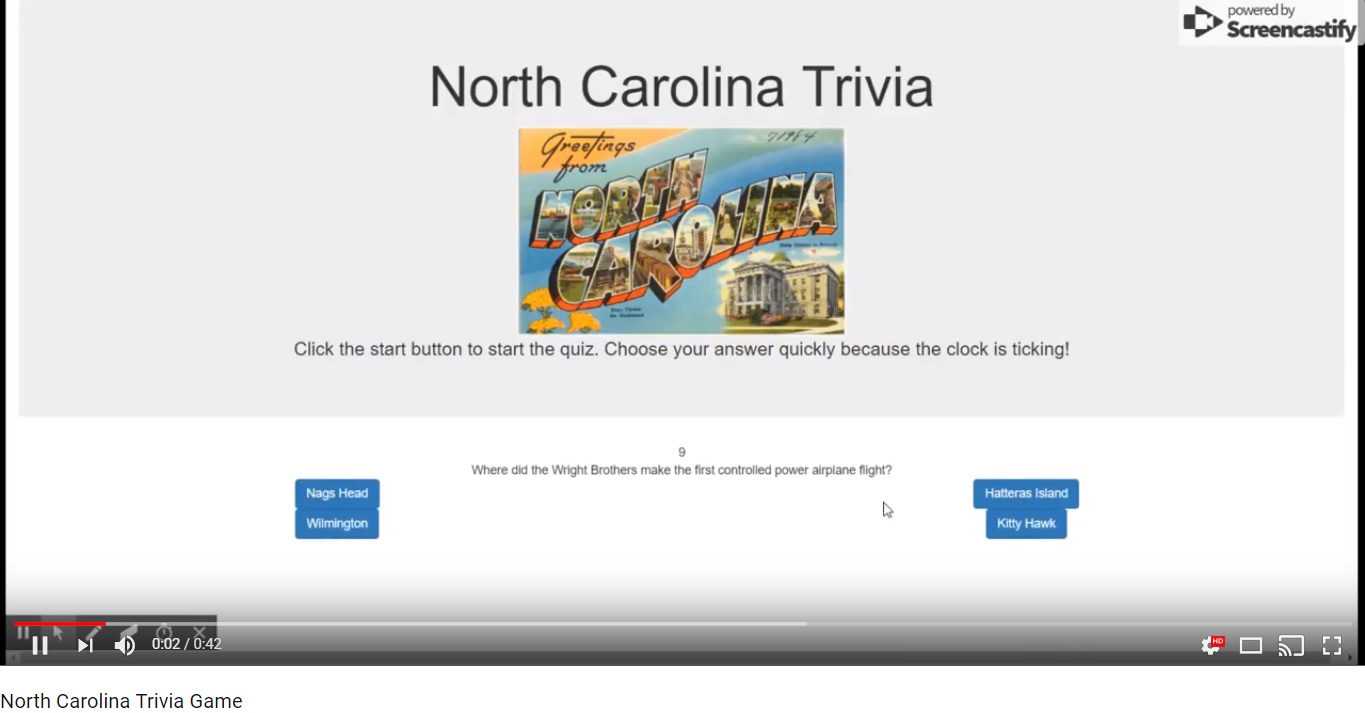 powered by
Screencastify
North Carolina Trivia
Greetings
from
71984
NORTH
CAROLINA
Click the start button to start the quiz. Choose your answer quickly because the clock is ticking!
9
Where did the Wright Brothers make the first controlled power airplane flight?
Nags Head
Hatteras Island
Wilmington
Kitty Hawk
0:02 / 0:42
HD
North Carolina Trivia Game